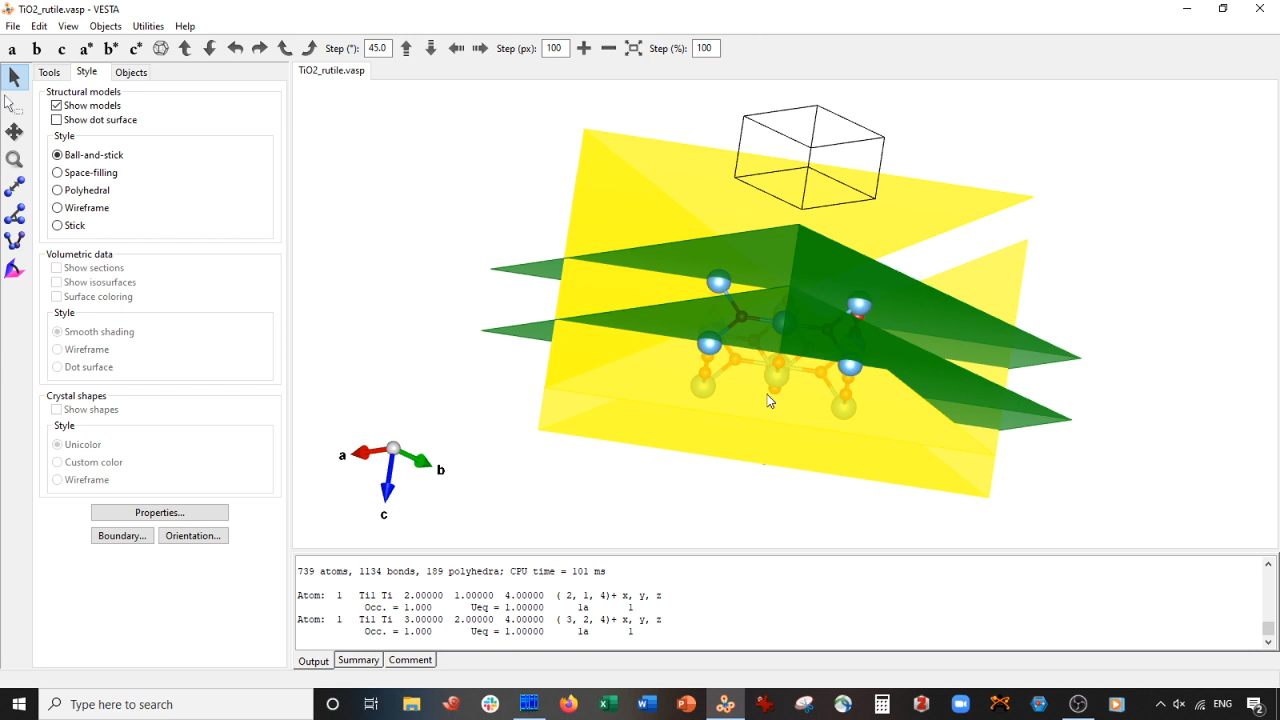 TiO2_rutile.vasp - VESTA
File Edit View Objects Utilities Help
a b c a* b* c* Step (°): 45.0 Step (px): 100 Step (%): 100
Tools Style Objects
TiO2_rutile.vasp
Structural models
Show models
Show dot surface
Style
Ball-and-stick
Space-filling
Polyhedral
Wireframe
Stick
Volumetric data
Show sections
Show isosurfaces
Surface coloring
Style
Smooth shading
Wireframe
Dot surface
Crystal shapes
Show shapes
Style
Unicolor
Custom color
Wireframe
Properties...
Boundary... Orientation...
a
b
c
739 atoms, 1134 bonds, 189 polyhedra; CPU time = 101 ms
Atom: 1 Ti1 Ti 2.00000 1.00000 4.00000 ( 2, 1, 4)+ x, y, z
Occ. = 1.000 Ueq = 1.00000 1a 1
Atom: 1 Ti1 Ti 3.00000 2.00000 4.00000 ( 3, 2, 4)+ x, y, z
Occ. = 1.000 Ueq = 1.00000 1a 1
Output Summary Comment
Type here to search
ENG
2